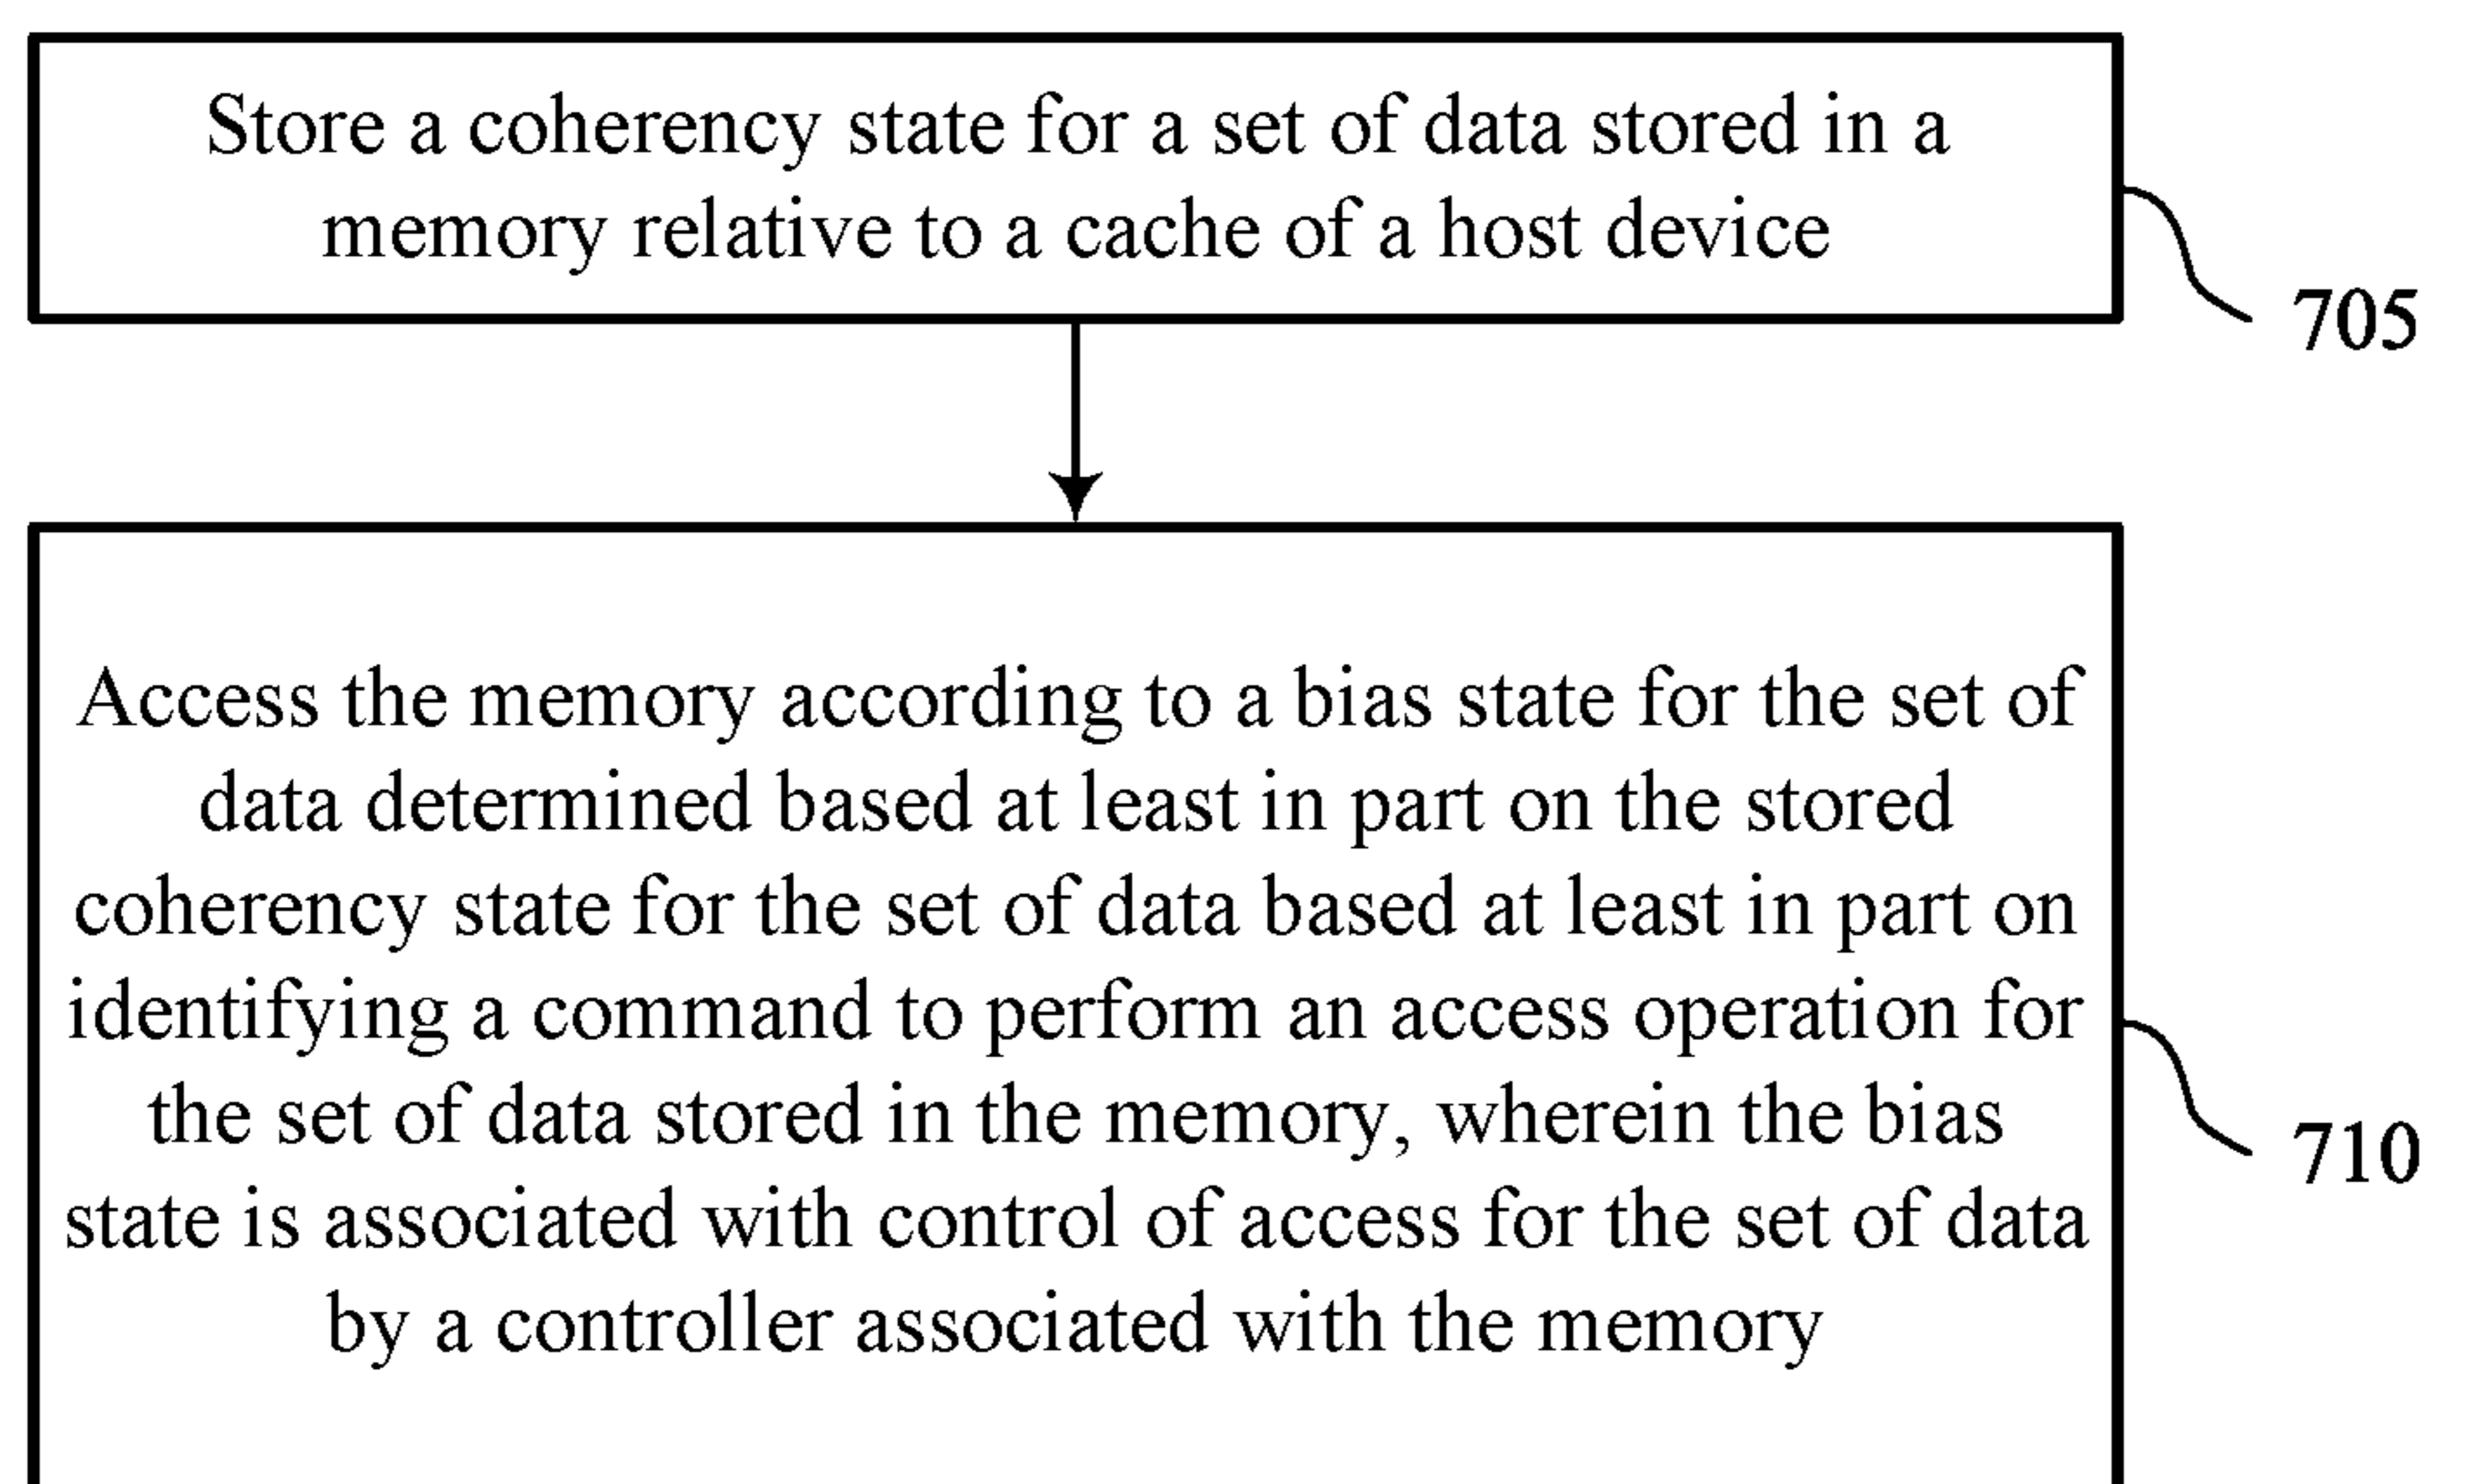 Store a coherency state for a set of data stored in a
memory relative to a cache of a host device
705
Access the memory according to a bias state for the set of
data determined based at least in part on the stored
coherency state for the set of data based at least in part on
identifying a command to perform an access operation for
the set of data stored in the memory, wherein the bias
state is associated with control of access for the set of data
by a controller associated with the memory
710